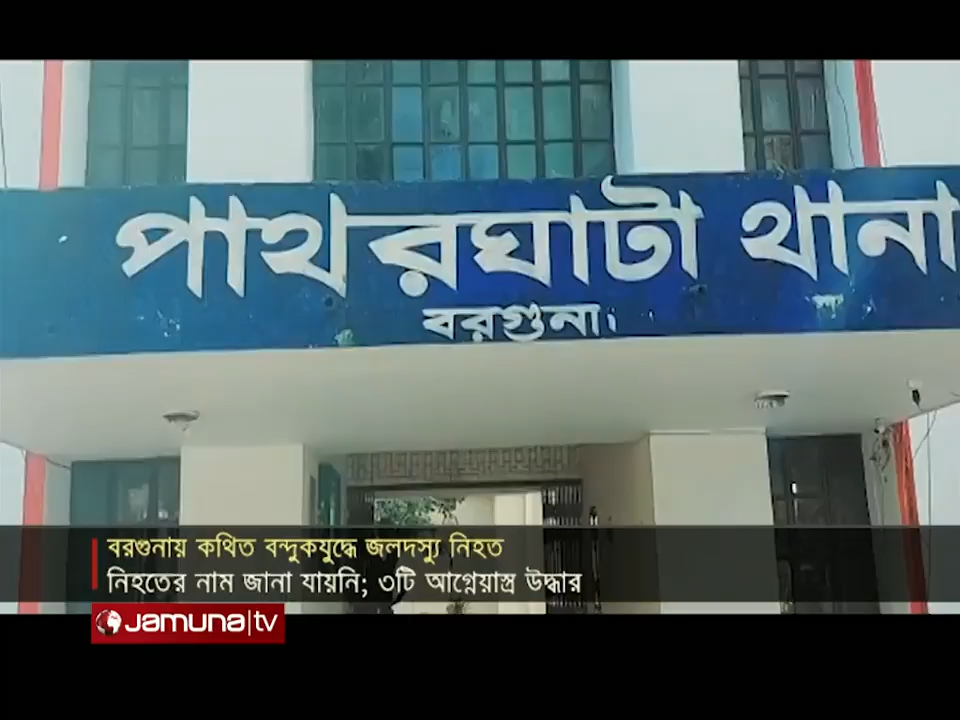 পাথরঘাটা থানা
বরগুনা।
বরগুনায় কথিত বন্দুকযুদ্ধে জলদস্যু নিহত
নিহতের নাম জানা যায়নি; ৩টি আগ্নেয়াস্ত্র উদ্ধার
Jamuna|tv